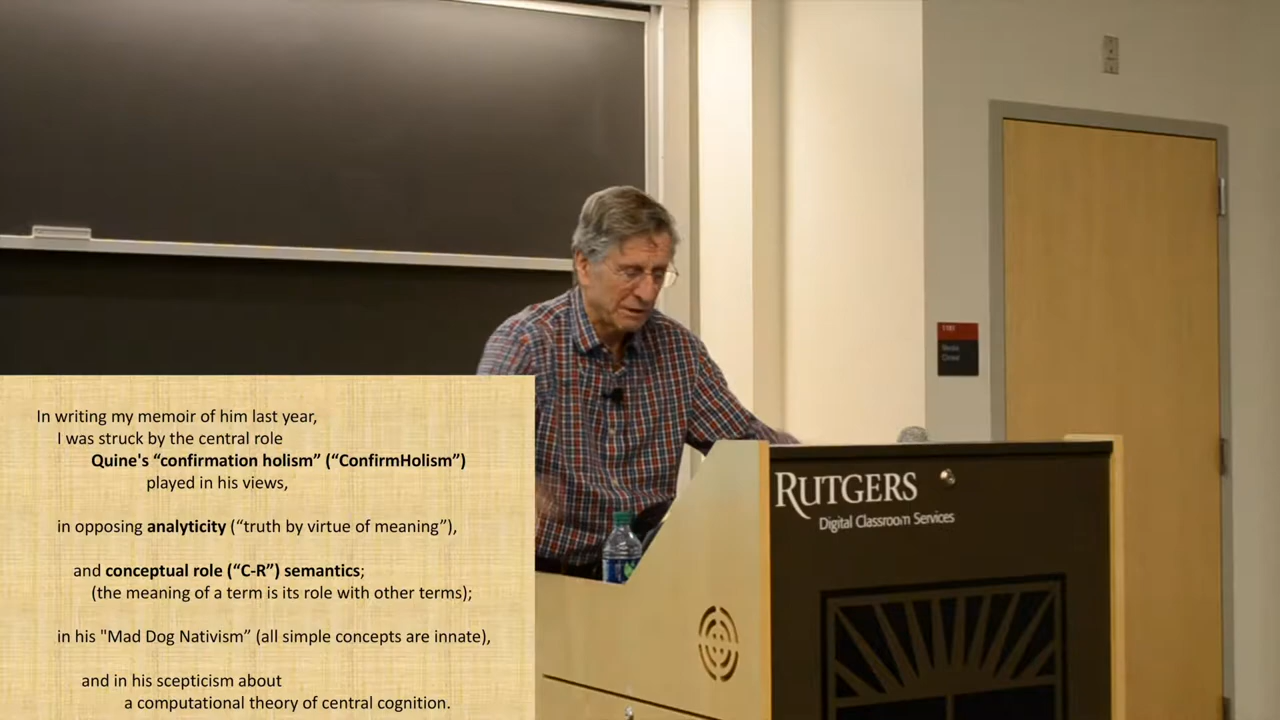 In writing my memoir of him last year,
I was struck by the central role
Quine's “confirmation holism” (“ConfirmHolism”)
played in his views,
in opposing analyticity (“truth by virtue of meaning”),
and conceptual role (“C-R”) semantics;
(the meaning of a term is its role with other terms);
in his "Mad Dog Nativism” (all simple concepts are innate),
and in his scepticism about
a computational theory of central cognition.
RUTGERS
Digital Classroom Services